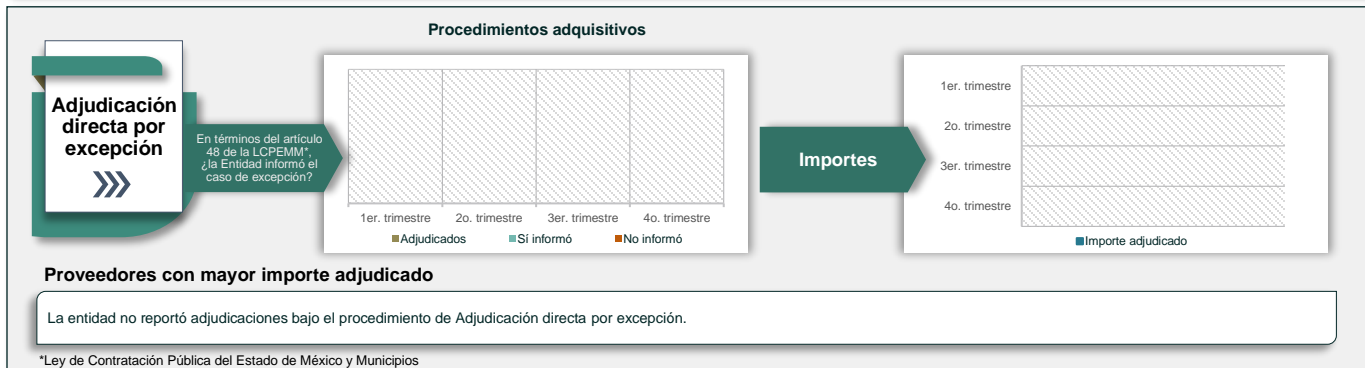 Procedimientos adquisitivos
Adjudicación
directa por
excepción
En términos del artículo
48 de la LCPEMM*,
¿la Entidad informó el
caso de excepción?
1er. trimestre 2o. trimestre 3er. trimestre 4o. trimestre
Adjudicados Sí informó No informó
Importes
1er. trimestre
2o. trimestre
3er. trimestre
4o. trimestre
Importe adjudicado
Proveedores con mayor importe adjudicado
La entidad no reportó adjudicaciones bajo el procedimiento de Adjudicación directa por excepción.
*Ley de Contratación Pública del Estado de México y Municipios